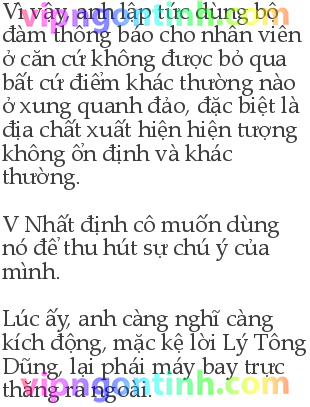 Vì vậy, anh lập tức dùng bộ
đàm thông báo cho nhân viên
ở căn cứ không được bỏ qua
bất cứ điểm khác thường nào
ở xung quanh đảo, đặc biệt là
địa chất xuất hiện hiện tượng
không ổn định và khác
thường.
V Nhất định cô muốn dùng
nó để thu hút sự chú ý của
mình.
Lúc ấy, anh càng nghĩ càng
kích động, mặc kệ lời Lý Tông
Dũng, lại phái máy bay trực
thăng ra ngoài.
vipngontinh.com
vipngontinh.com